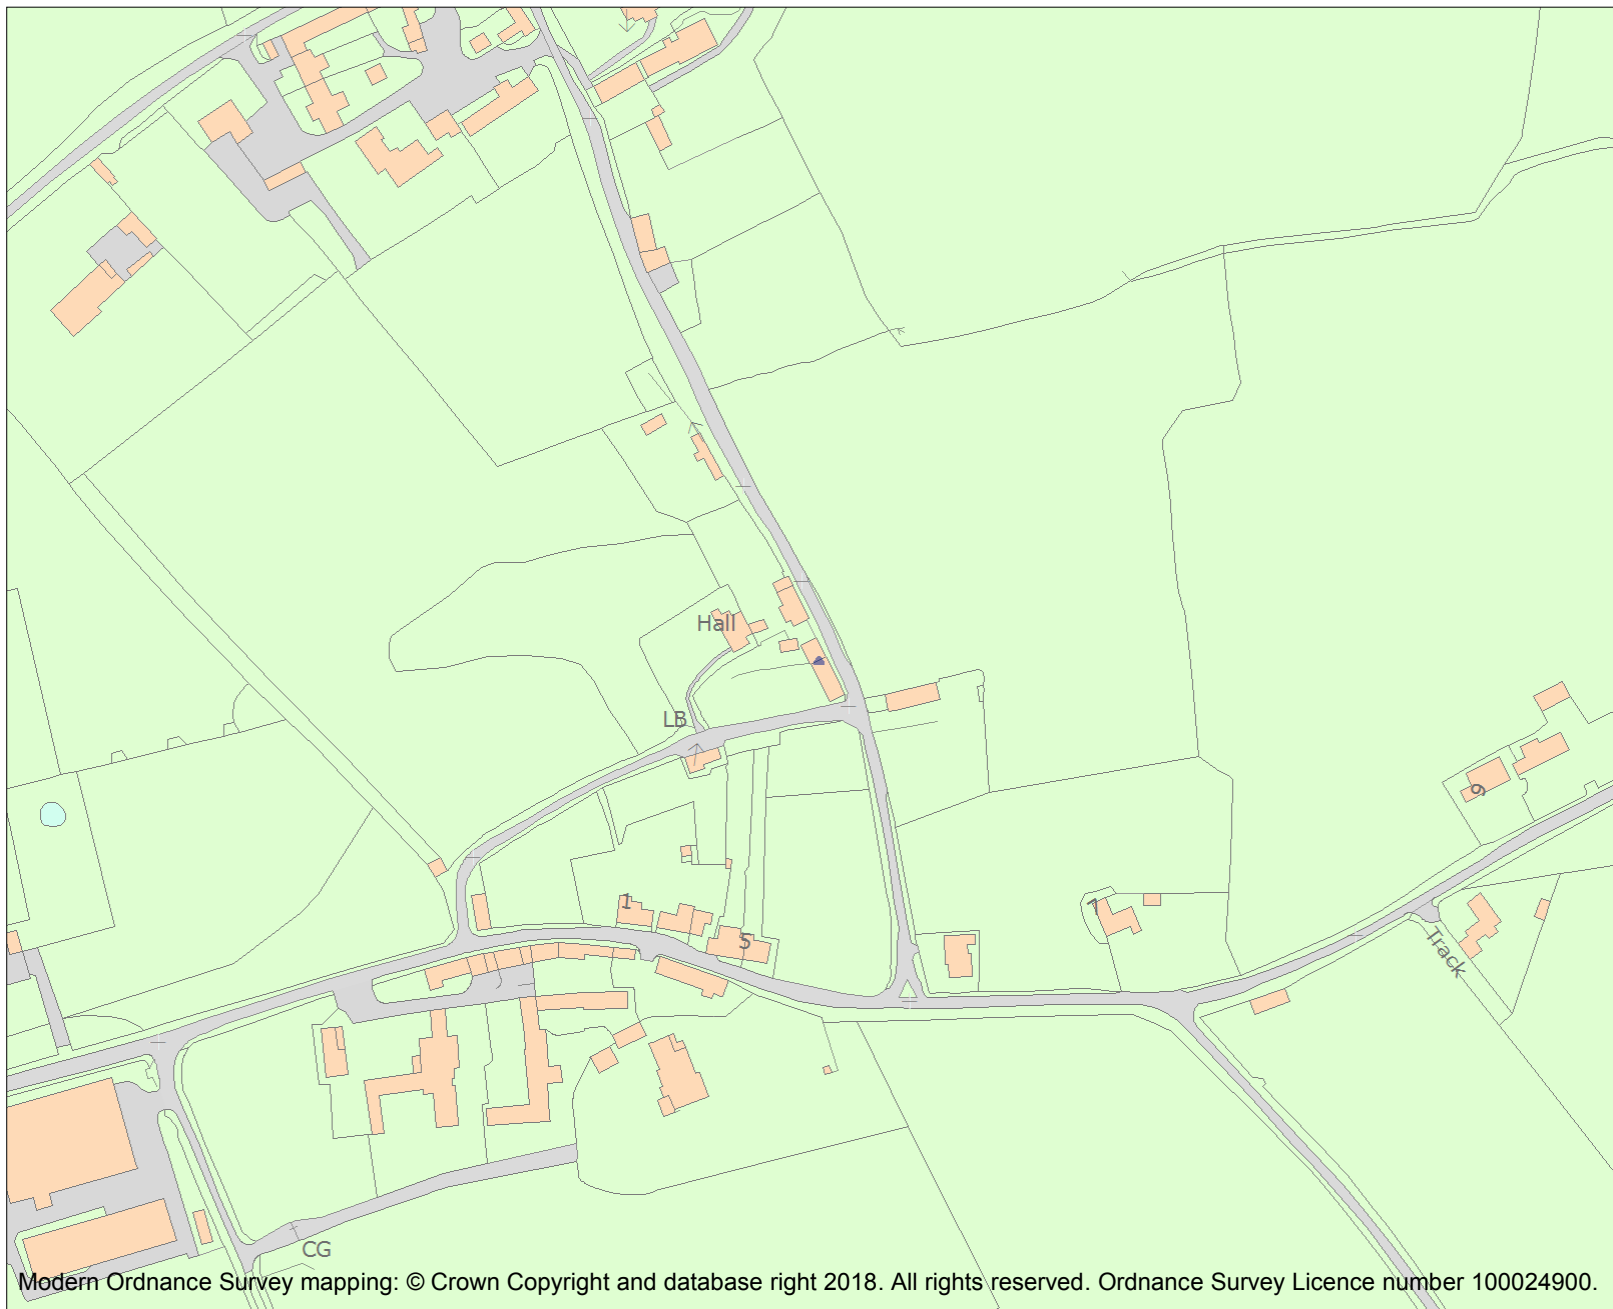 Hall
LB
9
1
7
5
Track
CG
Modern Ordnance Survey mapping: © Crown Copyright and database right 2018. All rights reserved. Ordnance Survey Licence number 100024900.